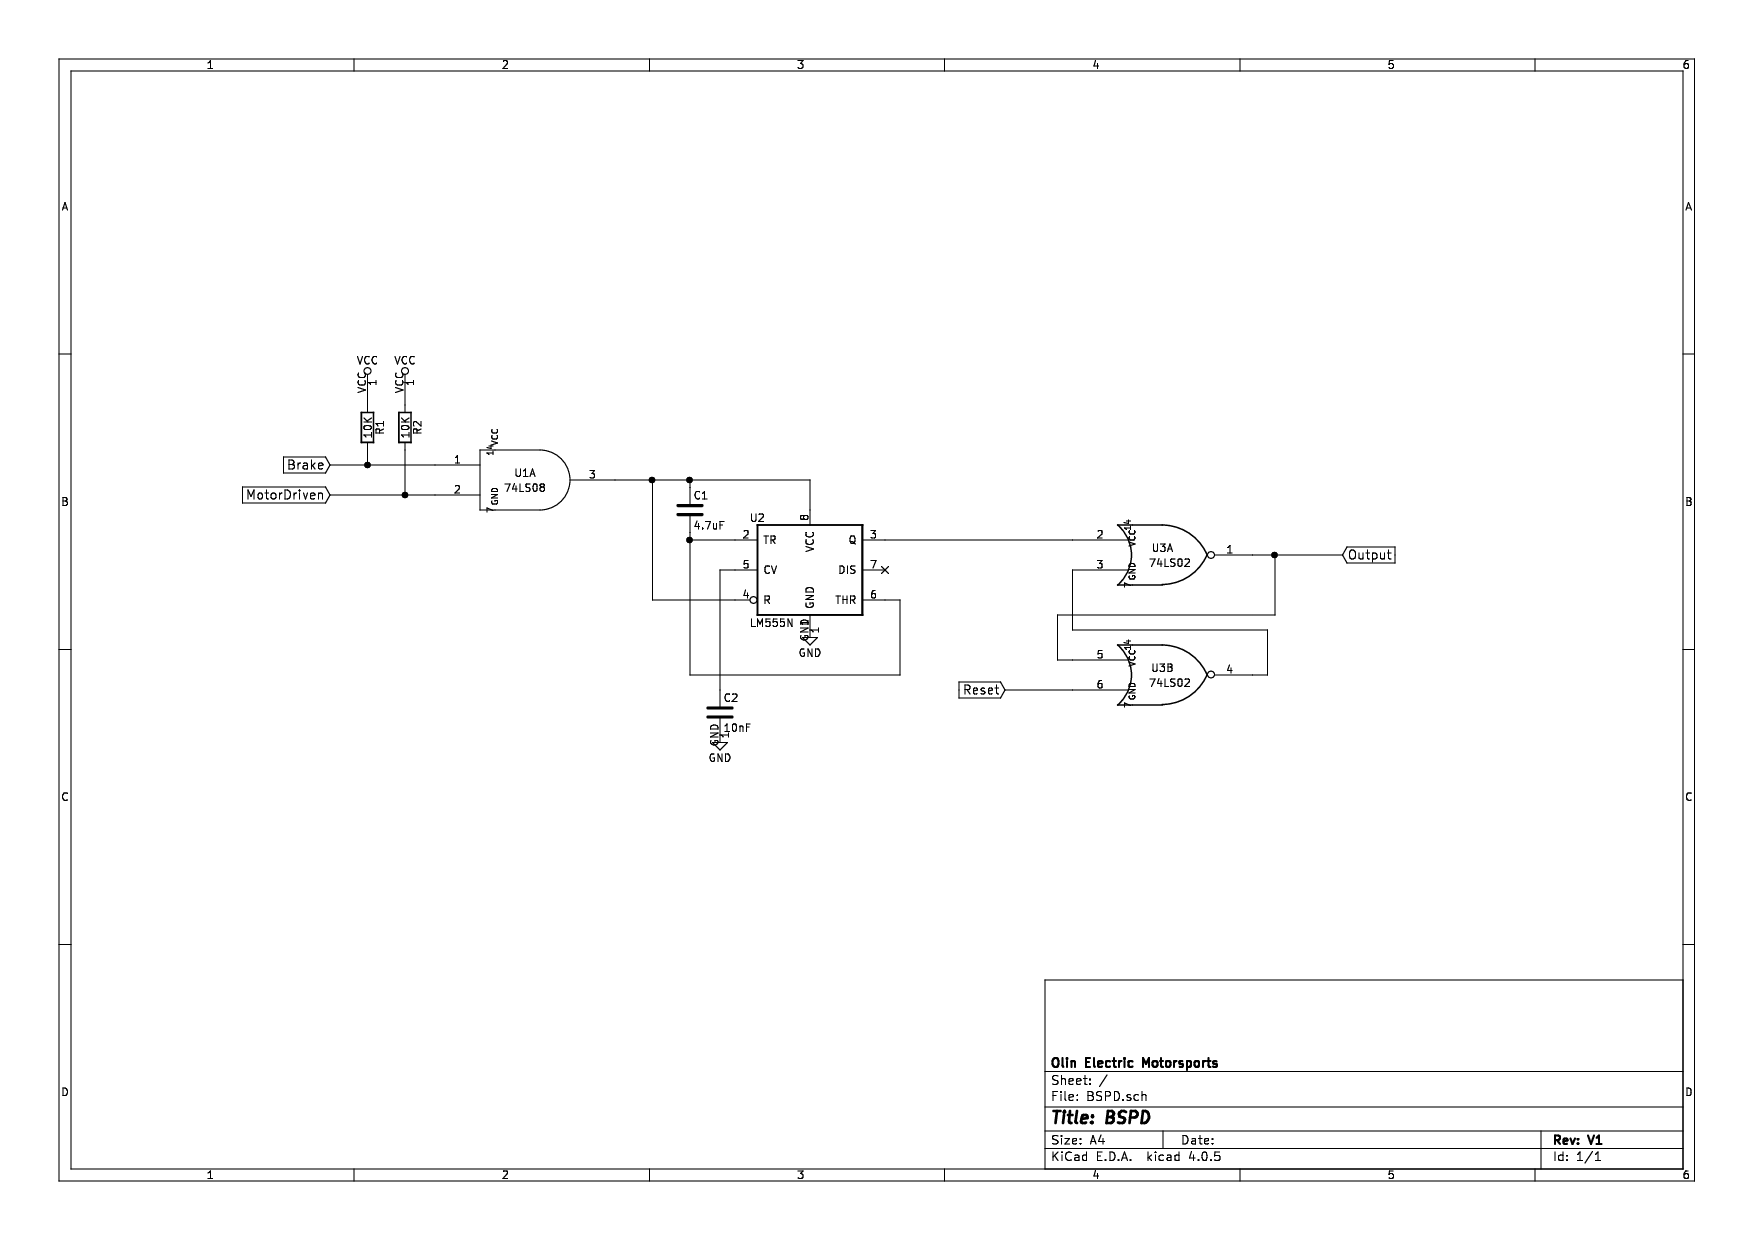 1 2 3 4 5 6
A A
B B
C C
D D
VCC VCC
VCC 1 VCC 1
10K R1 10K R2
Brake 1
MotorDriven 2
14 VCC
U1A
74LS08
GND 7
3
C1
4.7uF
U2
8 VCC
2 TR Q 3
5 CV DIS 7
4 R THR 6
GND 1
LM555N
GND 1
GND
C2
10nF
GND 1
GND
2 14 VCC
U3A 1
74LS02
3 7 GND
Output
5 14 VCC
U3B 4
74LS02
Reset 6 7 GND
Olin Electric Motorsports
Sheet: /
File: BSPD.sch
Title: BSPD
Size: A4 Date: Rev: V1
KiCad E.D.A. kicad 4.0.5 Id: 1/1
1 2 3 4 5 6